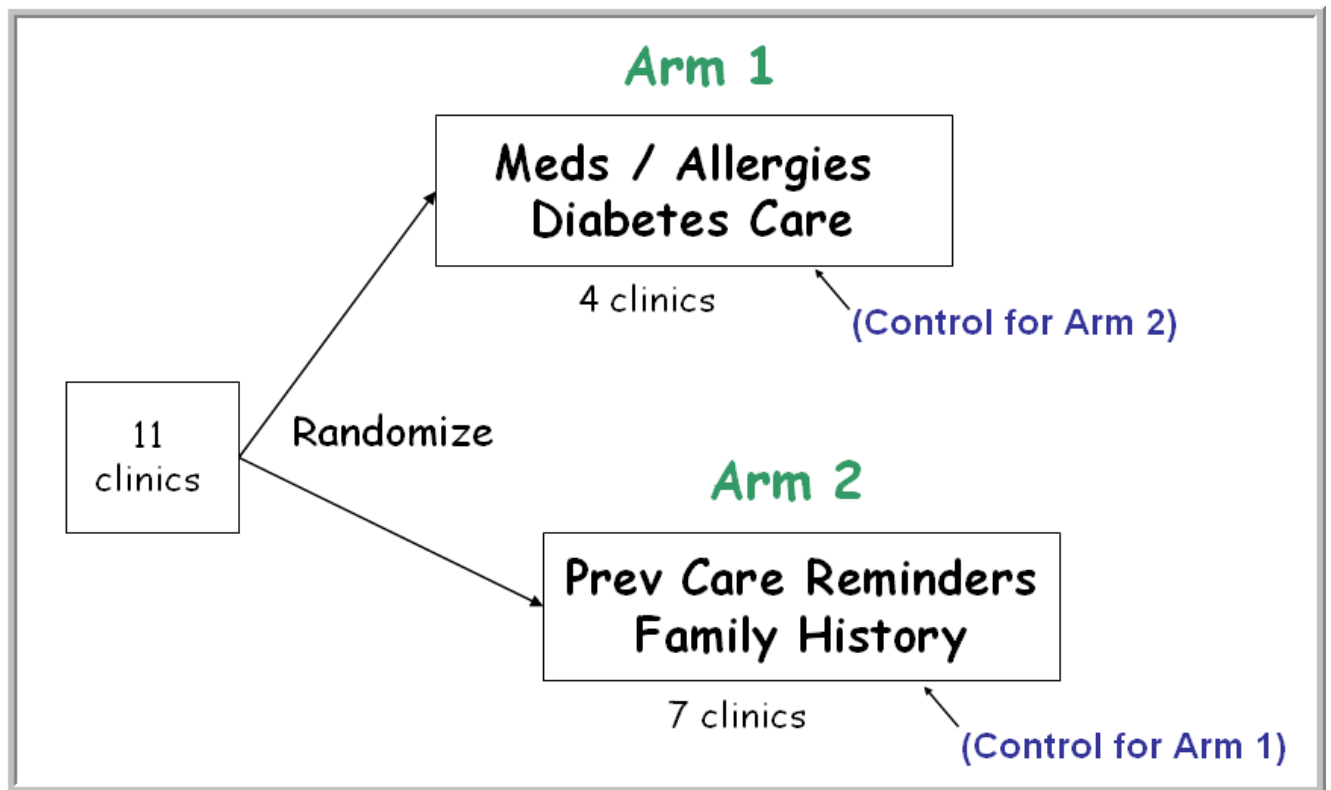 Arm 1
Meds / Allergies
Diabetes Care
4 clinics
(Control for Arm 2)
11
clinics
Randomize
Arm 2
Prev Care Reminders
Family History
7 clinics
(Control for Arm 1)